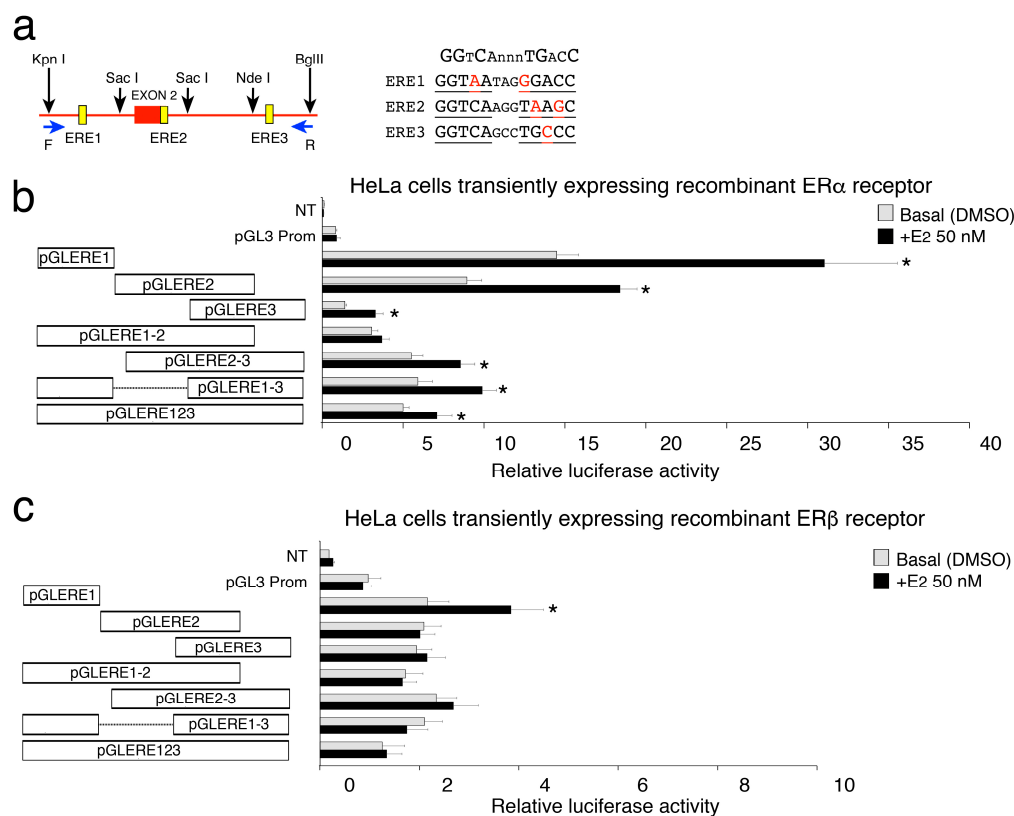 a
Kpn I
Sac I
Sac I
Nde I
BglII
EXON 2
ERE1
ERE2
ERE3
F
R
GGTCAnnnTGACC
ERE1 GGTAATAGGGACC
ERE2 GGTCAAGGTAAGC
ERE3 GGTCAGCCTGCCC
b
HeLa cells transiently expressing recombinant ERα receptor
NT
pGL3 Prom
Basal (DMSO)
+E2 50 nM
pGLERE1
*
pGLERE2
*
pGLERE3
*
pGLERE1-2
pGLERE2-3
*
pGLERE1-3
*
pGLERE123
*
0 5 10 15 20 25 30 35 40
Relative luciferase activity
c
HeLa cells transiently expressing recombinant ERβ receptor
NT
pGL3 Prom
Basal (DMSO)
+E2 50 nM
pGLERE1
*
pGLERE2
pGLERE3
pGLERE1-2
pGLERE2-3
pGLERE1-3
pGLERE123
0 2 4 6 8 10
Relative luciferase activity